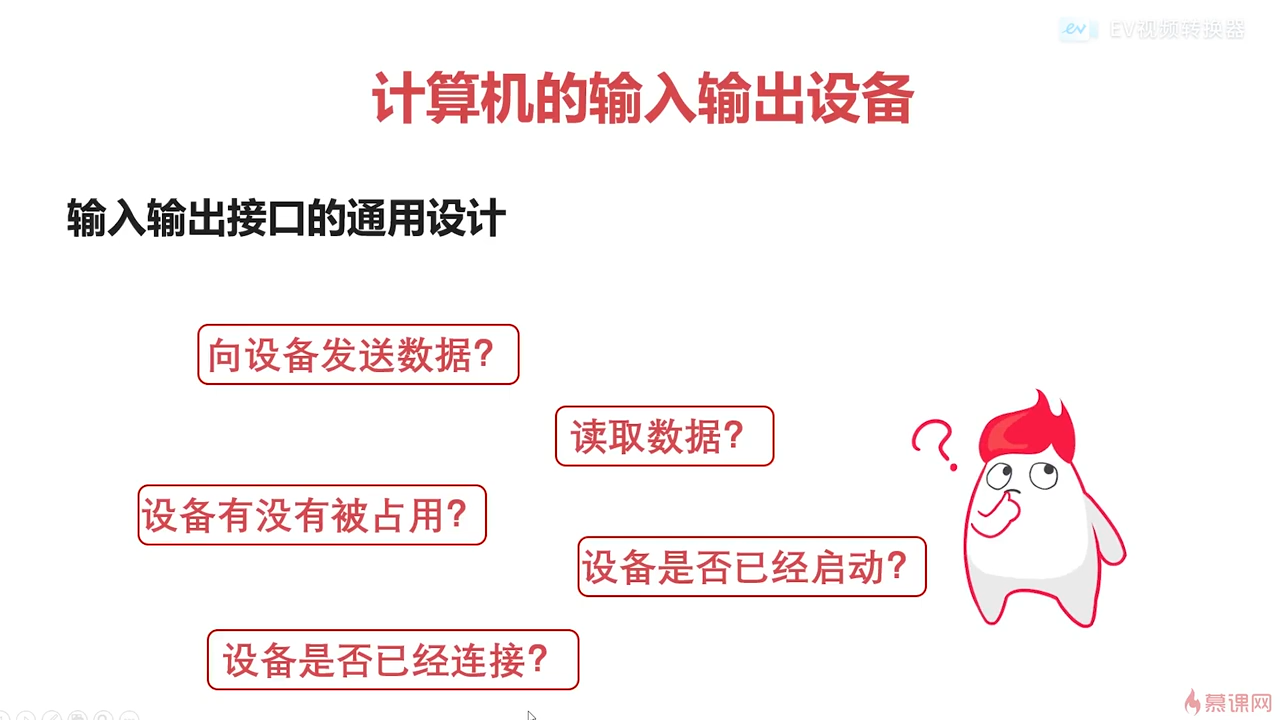 ev EV视频转换器
计算机的输入输出设备
输入输出接口的通用设计
向设备发送数据?
读取数据?
设备有没有被占用?
设备是否已经启动?
设备是否已经连接?
慕课网